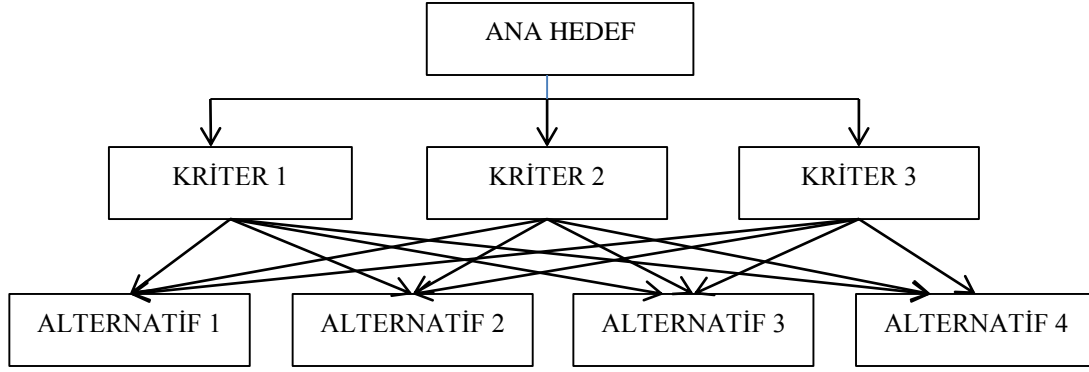 ANA HEDEF
KRİTER 1
KRİTER 2
KRİTER 3
ALTERNATİF 1
ALTERNATİF 2
ALTERNATİF 3
ALTERNATİF 4